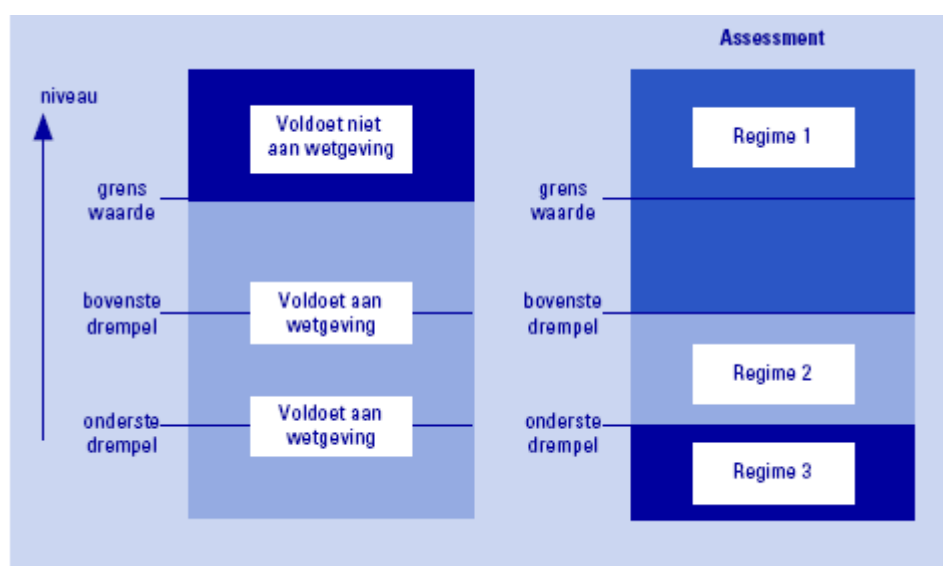 Assessment
niveau
Voldoet niet
aan wetgeving
Regime 1
grens
waarde
grens
waarde
bovenste
drempel
Voldoet aan
wetgeving
bovenste
drempel
Regime 2
onderste
drempel
Voldoet aan
wetgeving
onderste
drempel
Regime 3